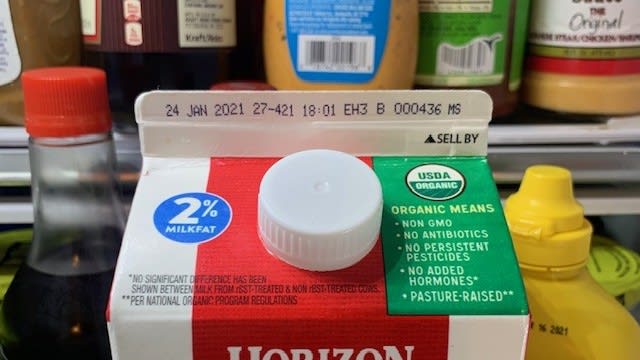 Kraft
Original
24 JAN 2021 27-421 18:01 EH3 B 000436 MS
▲SELL BY
USDA
ORGANIC
2%
MILKFAT
ORGANIC MEANS
• NON GMO
• NO ANTIBIOTICS
• NO PERSISTENT
PESTICIDES
• NO ADDED
HORMONES*
• PASTURE-RAISED**
*NO SIGNIFICANT DIFFERENCE HAS BEEN
SHOWN BETWEEN MILK FROM rBST-TREATED & NON rBST-TREATED COWS.
**PER NATIONAL ORGANIC PROGRAM REGULATIONS
HORIZON
16 2021